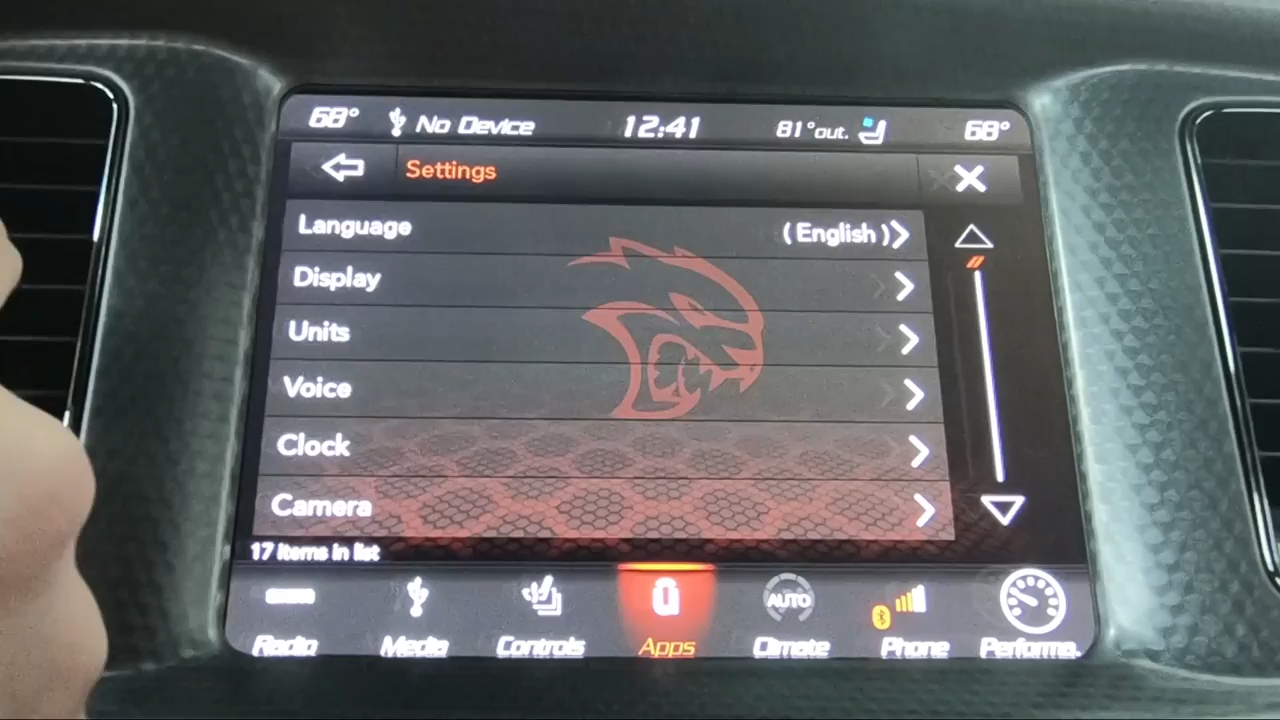 68° No Device 12:41 81°out. 68°
Settings
Language (English)
Display
Units
Voice
Clock
Camera
17 items in list
AUTO
Radio Media Controls Apps Climate Phone Performa.